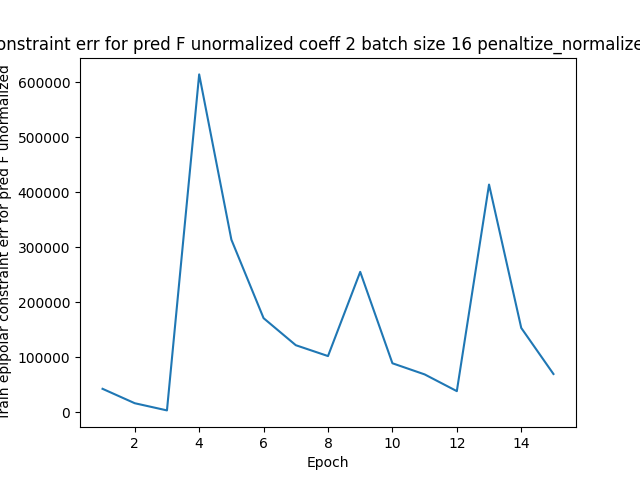 onstraint err for pred F unormalized coeff 2 batch size 16 penaltize_normalize
Train epipolar constraint err for pred F unormalized
600000
500000
400000
300000
200000
100000
0
2 4 6 8 10 12 14
Epoch